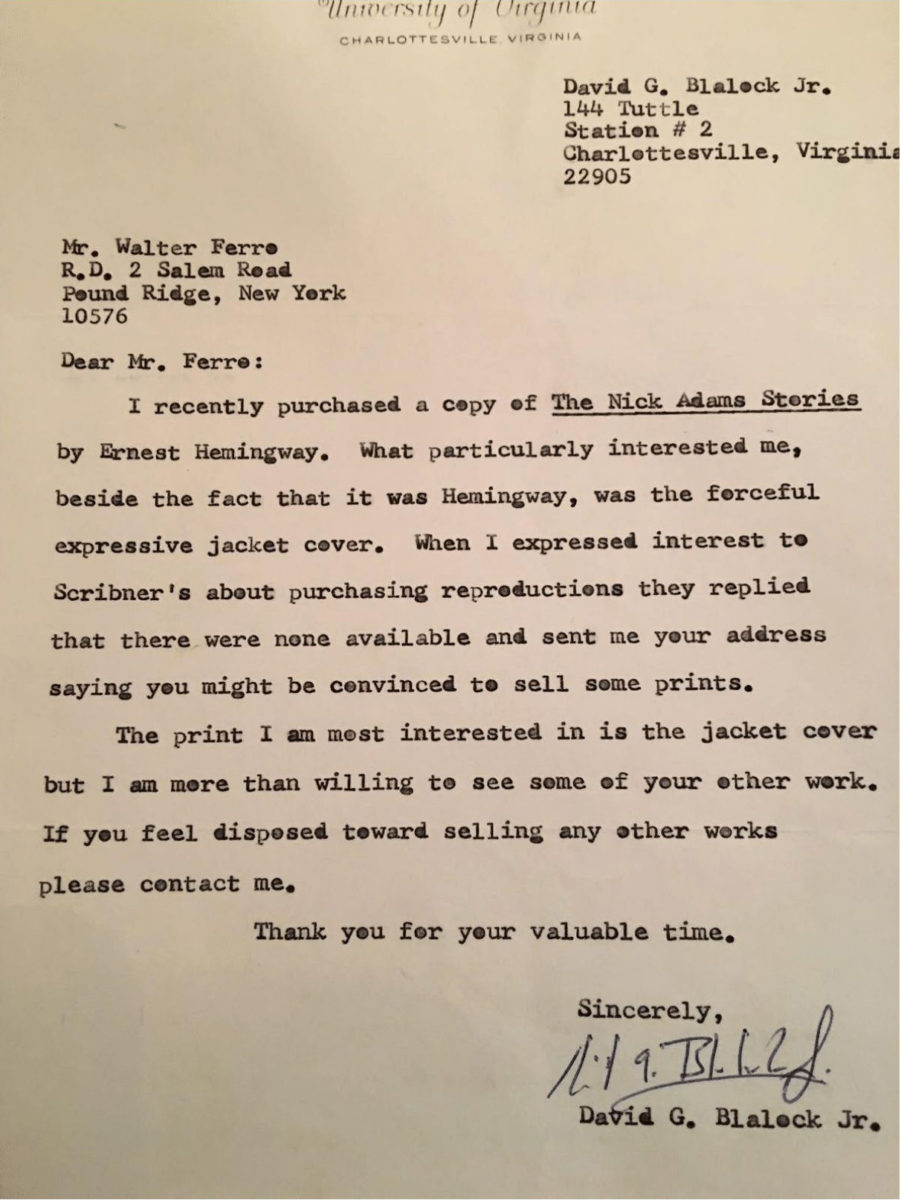 University of Virginia
CHARLOTTESVILLE, VIRGINIA
David G. Blalock Jr.
144 Tuttle
Station # 2
Charlottesville, Virginia
22905
Mr. Walter Ferro
R.D. 2 Salem Road
Pound Ridge, New York
10576
Dear Mr. Ferro:
I recently purchased a copy of The Nick Adams Stories
by Ernest Hemingway. What particularly interested me,
beside the fact that it was Hemingway, was the forceful
expressive jacket cover. When I expressed interest to
Scribner's about purchasing reproductions they replied
that there were none available and sent me your address
saying you might be convinced to sell some prints.
The print I am most interested in is the jacket cover
but I am more than willing to see some of your other work.
If you feel disposed toward selling any other works
please contact me.
Thank you for your valuable time.
Sincerely,
David G. Blalock Jr.